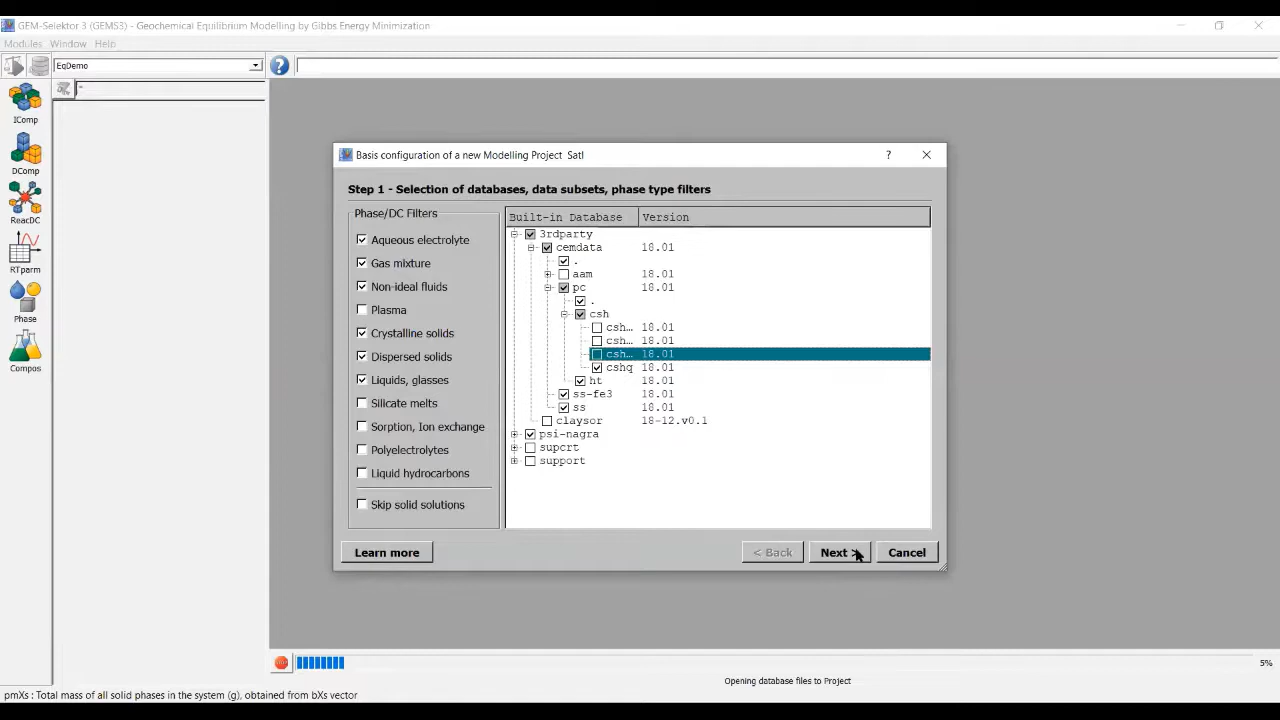 GEM-Selektor 3 (GEMS3) - Geochemical Equilibrium Modelling by Gibbs Energy Minimization
Modules Window Help
EqDemo
?
*
IComp
DComp
ReacDC
RTparm
Phase
Compos
Basis configuration of a new Modelling Project Satl
?
Step 1 - Selection of databases, data subsets, phase type filters
Phase/DC Filters
Aqueous electrolyte
Gas mixture
Non-ideal fluids
Plasma
Crystalline solids
Dispersed solids
Liquids, glasses
Silicate melts
Sorption, Ion exchange
Polyelectrolytes
Liquid hydrocarbons
Skip solid solutions
Built-in Database Version
3rdparty
cemdata 18.01
.
aam 18.01
pc 18.01
.
csh
csh... 18.01
csh... 18.01
csh... 18.01
cshq 18.01
ht 18.01
ss-fe3 18.01
ss 18.01
claysor 18-12.v0.1
psi-nagra
supcrt
support
Learn more
< Back
Next >
Cancel
5%
Opening database files to Project
pmXs : Total mass of all solid phases in the system (g), obtained from bXs vector